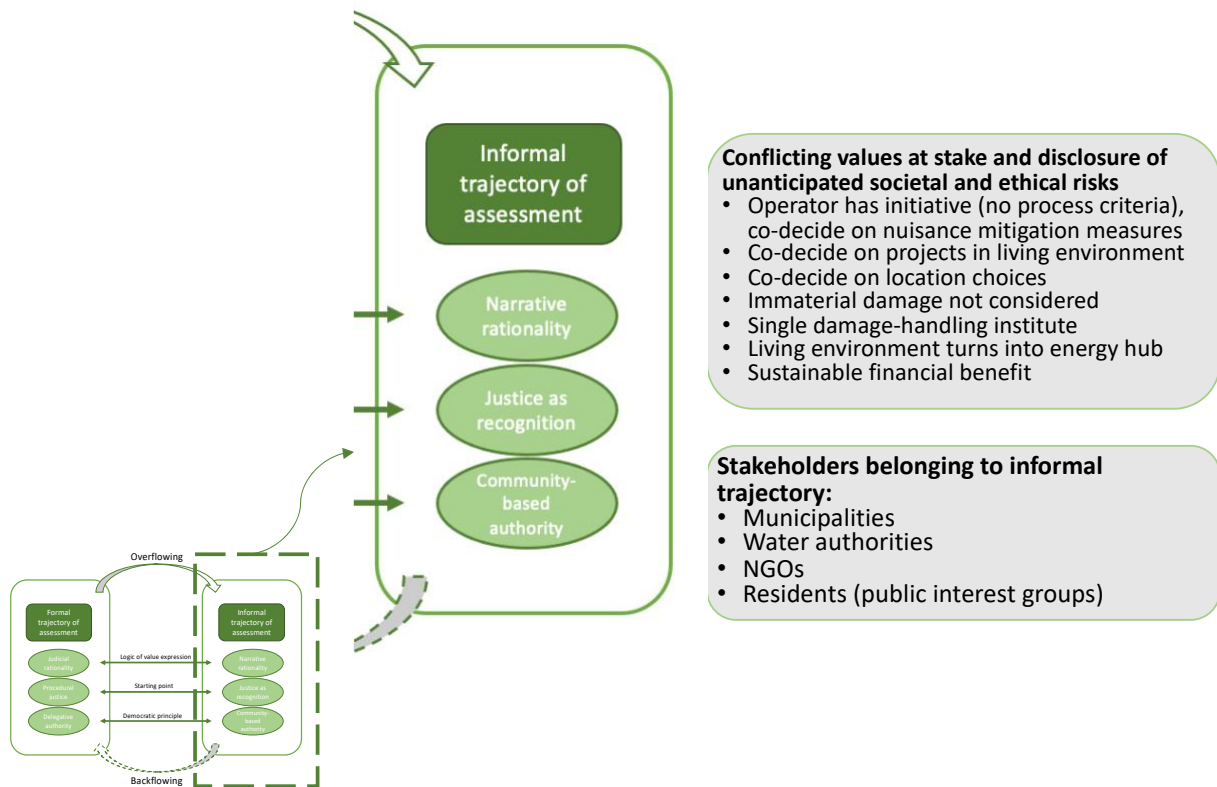 Informal
trajectory of
assessment
Narrative
rationality
Justice as
recognition
Community-
based
authority
Conflicting values at stake and disclosure of
unanticipated societal and ethical risks
• Operator has initiative (no process criteria),
co-decide on nuisance mitigation measures
• Co-decide on projects in living environment
• Co-decide on location choices
• Immaterial damage not considered
• Single damage-handling institute
• Living environment turns into energy hub
• Sustainable financial benefit
Stakeholders belonging to informal
trajectory:
• Municipalities
• Water authorities
• NGOs
• Residents (public interest groups)
Overflowing
Formal
trajectory of
assessment
Judicial
rationality
Procedural
justice
Delegative
authority
Logic of value expression
Starting point
Democratic principle
Informal
trajectory of
assessment
Narrative
rationality
Justice as
recognition
Community
based
authority
Backflowing